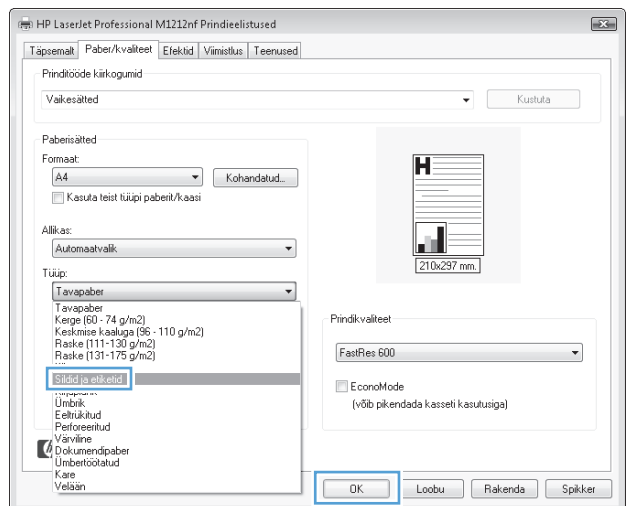 HP LaserJet Professional M1212nf Prindieelistused
Täpsemalt Paber/kvaliteet Efektid Viimistlus Teenused
Prinditööde kiirkogumid
Vaikesätted
Kustuta
Paberisätted
Formaat:
A4
Kohandatud...
Kasuta teist tüüpi paberit/kaasi
Allikas:
Automaatvalik
Tüüp:
Tavapaber
Tavapaber
Kerge (60 - 74 g/m2)
Keskmise kaaluga (96 - 110 g/m2)
Raske (111-130 g/m2)
Raske (131-175 g/m2)
Sildid ja etiketid
Ümbrik
Eeltrükitud
Perforeeritud
Värviline
Dokumendipaber
Ümbertöötatud
Kare
Velään
H
210x297 mm.
Prindikvaliteet
FastRes 600
EconoMode
(võib pikendada kasseti kasutusiga)
OK Loobu Rakenda Spikker